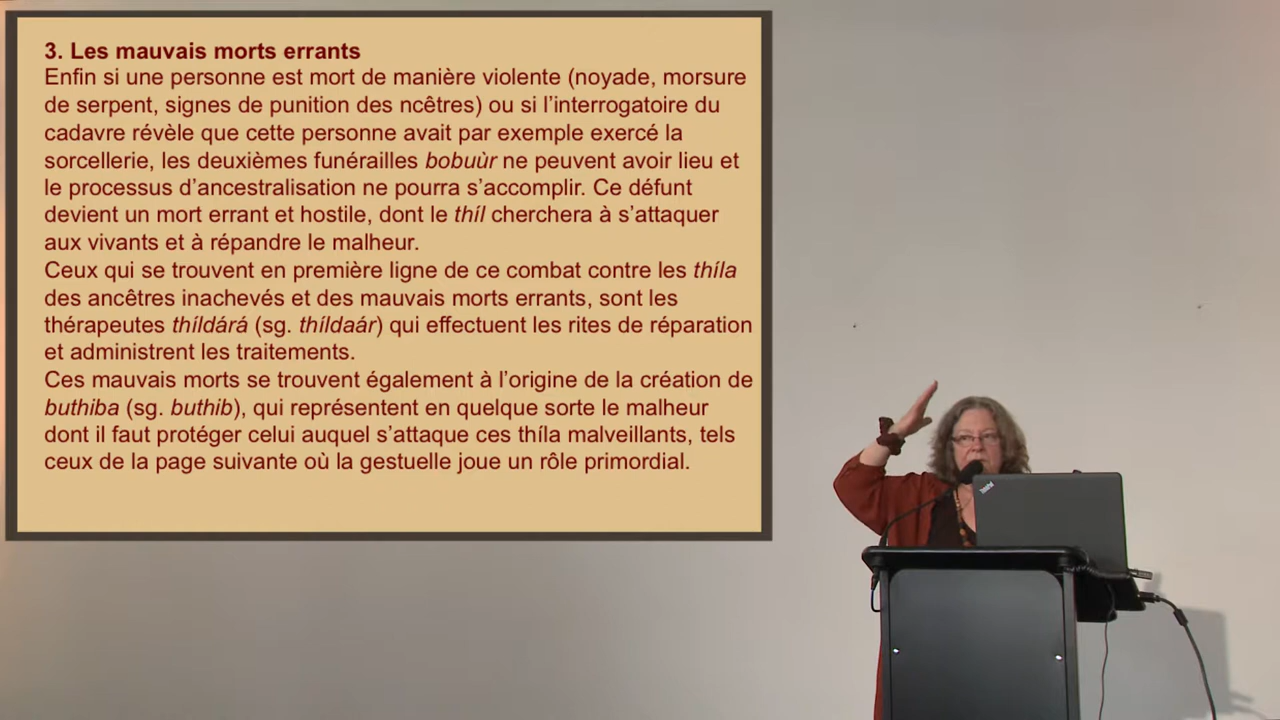 3. Les mauvais morts errants
Enfin si une personne est mort de manière violente (noyade, morsure
de serpent, signes de punition des ncêtres) ou si l'interrogatoire du
cadavre révèle que cette personne avait par exemple exercé la
sorcellerie, les deuxièmes funérailles bobuùr ne peuvent avoir lieu et
le processus d'ancestralisation ne pourra s'accomplir. Ce défunt
devient un mort errant et hostile, dont le thíl cherchera à s'attaquer
aux vivants et à répandre le malheur.
Ceux qui se trouvent en première ligne de ce combat contre les thíla
des ancêtres inachevés et des mauvais morts errants, sont les
thérapeutes thíldárá (sg. thíldaár) qui effectuent les rites de réparation
et administrent les traitements.
Ces mauvais morts se trouvent également à l'origine de la création de
buthiba (sg. buthib), qui représentent en quelque sorte le malheur
dont il faut protéger celui auquel s'attaque ces thíla malveillants, tels
ceux de la page suivante où la gestuelle joue un rôle primordial.
ThinkPad